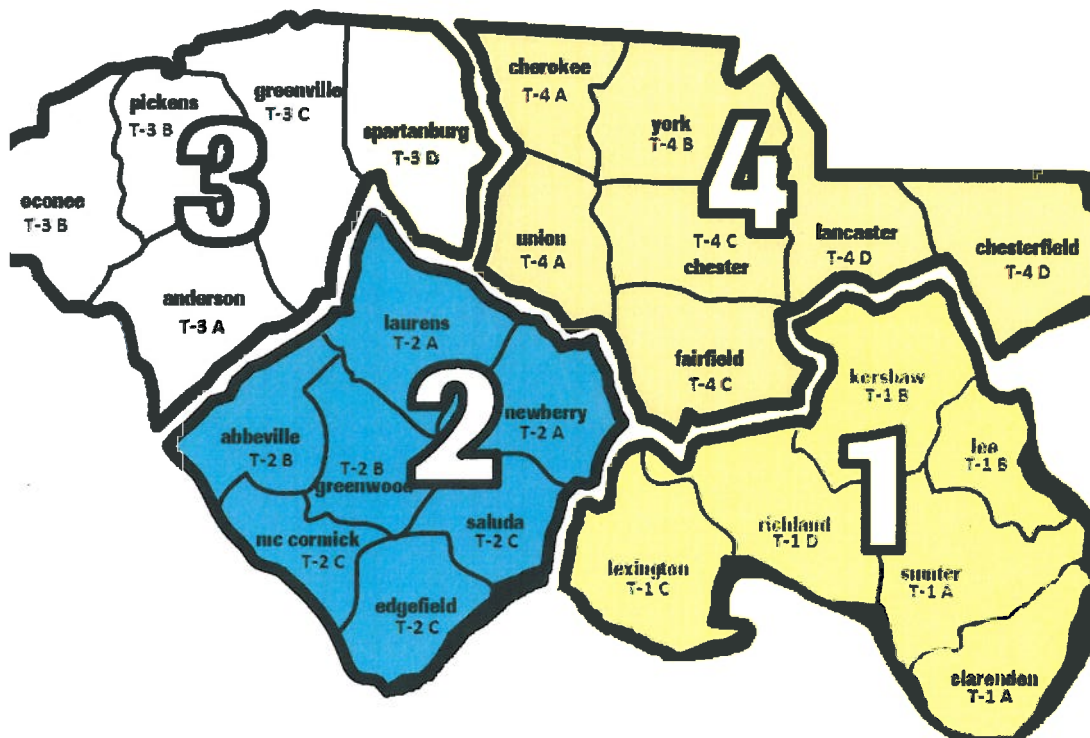 pickens
T-3 B
greenville
T-3 C
spartanburg
T-3 D
3
oconee
T-3 B
anderson
T-3 A
cherokee
T-4 A
york
T-4 B
4
union
T-4 A
T-4 C
chester
lancaster
T-4 D
chesterfield
T-4 D
fairfield
T-4 C
laurens
T-2 A
2
newberry
T-2 A
abbeville
T-2 B
T-2 B
greenwood
mc cormick
T-2 C
saluda
T-2 C
edgefield
T-2 C
kershaw
T-1 B
lee
T-1 B
1
richland
T-1 D
lexington
T-1 C
sumter
T-1 A
clarendon
T-1 A